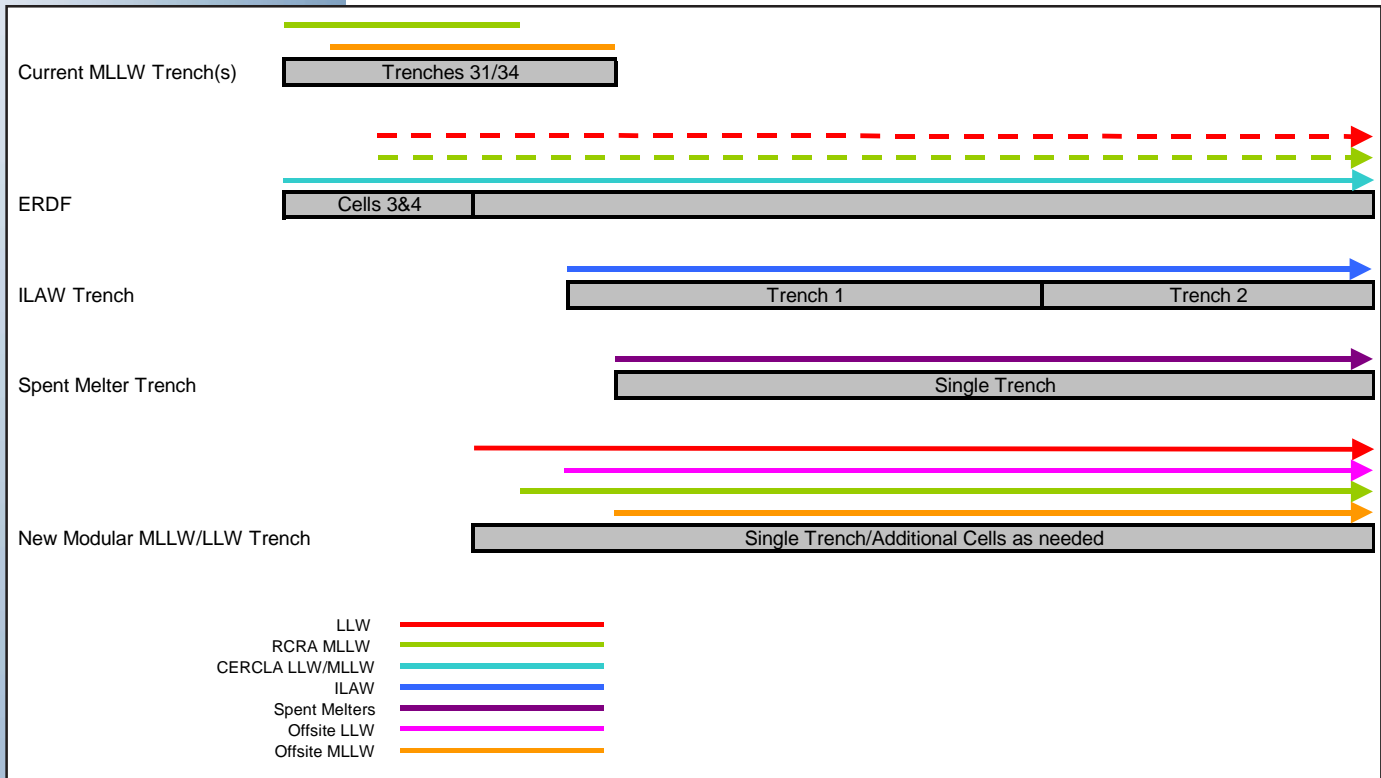 Current MLLW Trench(s)
Trenches 31/34
ERDF
Cells 3&4
ILAW Trench
Trench 1
Trench 2
Spent Melter Trench
Single Trench
New Modular MLLW/LLW Trench
Single Trench/Additional Cells as needed
LLW
RCRA MLLW
CERCLA LLW/MLLW
ILAW
Spent Melters
Offsite LLW
Offsite MLLW